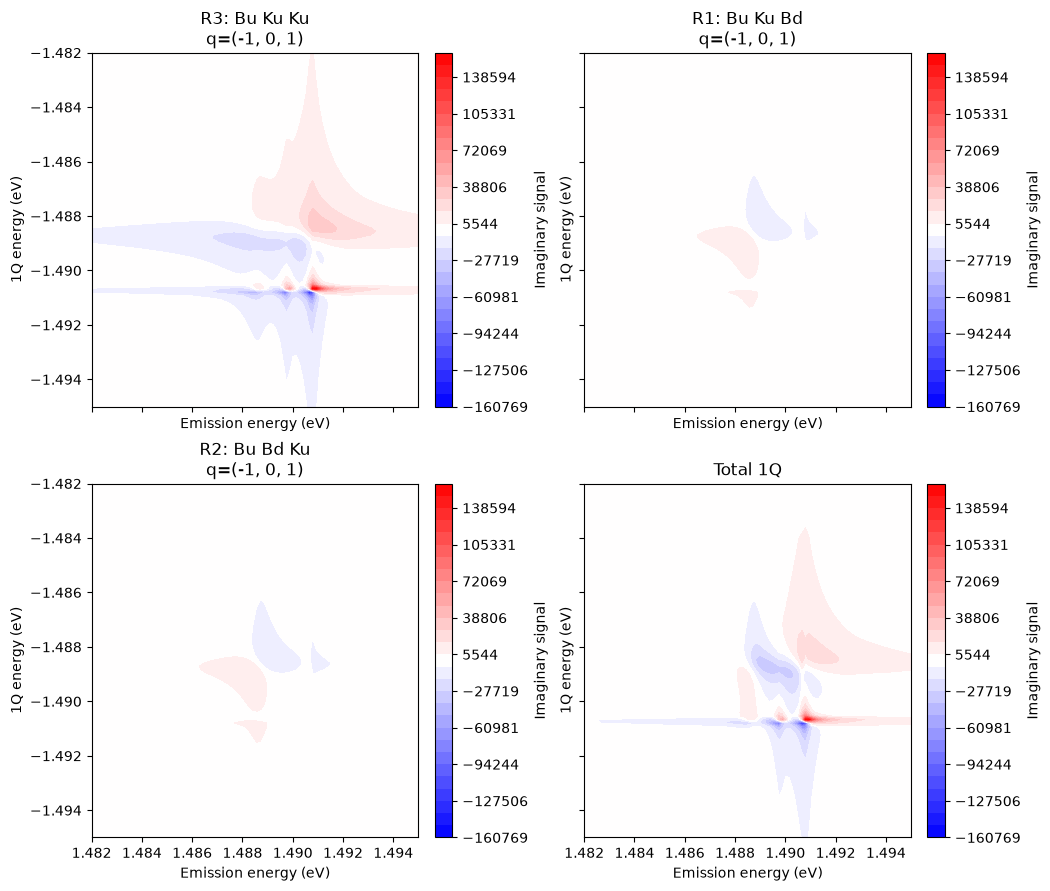 R3: Bu Ku Ku
q=(-1, 0, 1)
−1.482
−1.484
−1.486
−1.488
−1.490
−1.492
−1.494
1Q energy (eV)
Emission energy (eV)
138594
105331
72069
38806
5544
−27719
−60981
−94244
−127506
−160769
Imaginary signal
R1: Bu Ku Bd
q=(-1, 0, 1)
1Q energy (eV)
Emission energy (eV)
138594
105331
72069
38806
5544
−27719
−60981
−94244
−127506
−160769
Imaginary signal
R2: Bu Bd Ku
q=(-1, 0, 1)
−1.482
−1.484
−1.486
−1.488
−1.490
−1.492
−1.494
1Q energy (eV)
1.482 1.484 1.486 1.488 1.490 1.492 1.494
Emission energy (eV)
138594
105331
72069
38806
5544
−27719
−60981
−94244
−127506
−160769
Imaginary signal
Total 1Q
1Q energy (eV)
1.482 1.484 1.486 1.488 1.490 1.492 1.494
Emission energy (eV)
138594
105331
72069
38806
5544
−27719
−60981
−94244
−127506
−160769
Imaginary signal